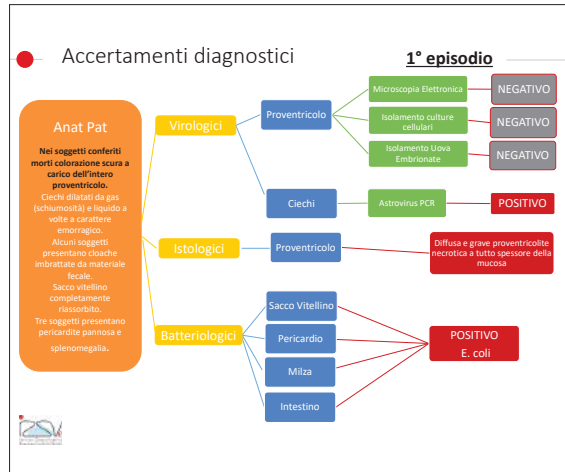 Accertamenti diagnostici
1° episodio
Anat Pat
Nei soggetti conferiti
morti colorazione scura a
carico dell'intero
proventricolo.
Ciechi dilatati da gas
(schiumosità) e liquido a
volte a carattere
emorragico.
Alcuni soggetti
presentano cloache
imbrattate da materiale
fecale.
Sacco vitellino
completamente
riassorbito.
Tre soggetti presentano
pericardite pannosa e
splenomegalia.
Virologici
Proventricolo
Microscopia Elettronica
NEGATIVO
Isolamento culture
cellulari
NEGATIVO
Isolamento Uova
Embrionate
NEGATIVO
Ciechi
Astrovirus PCR
POSITIVO
Istologici
Proventricolo
Diffusa e grave proventricolite
necrotica a tutto spessore della
mucosa
Batteriologici
Sacco Vitellino
Pericardio
Milza
Intestino
POSITIVO
E. coli